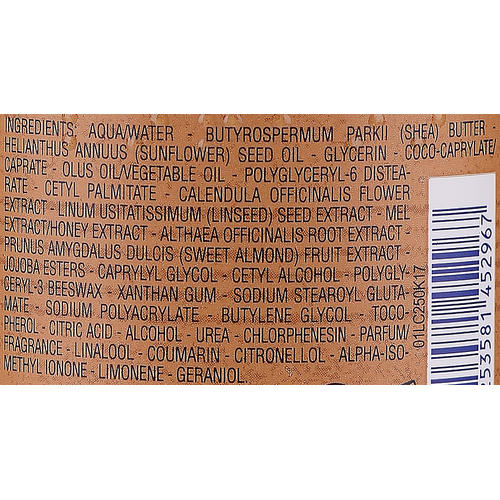 INGREDIENTS: AQUA/WATER - BUTYROSPERMUM PARKII (SHEA) BUTTER -
HELIANTHUS ANNUUS (SUNFLOWER) SEED OIL - GLYCERIN - COCO-CAPRYLATE/
CAPRATE - OLUS OIL/VEGETABLE OIL - POLYGLYCERYL-6 DISTEA-
RATE - CETYL PALMITATE - CALENDULA OFFICINALIS FLOWER
EXTRACT - LINUM USITATISSIMUM (LINSEED) SEED EXTRACT - MEL
EXTRACT/HONEY EXTRACT - ALTHAEA OFFICINALIS ROOT EXTRACT -
PRUNUS AMYGDALUS DULCIS (SWEET ALMOND) FRUIT EXTRACT -
JOJOBA ESTERS - CAPRYLYL GLYCOL - CETYL ALCOHOL - POLYGLY-
CERYL-3 BEESWAX - XANTHAN GUM - SODIUM STEAROYL GLUTA-
MATE - SODIUM POLYACRYLATE - BUTYLENE GLYCOL - TOCO-
PHEROL - CITRIC ACID - ALCOHOL - UREA - CHLORPHENESIN - PARFUM/
FRAGRANCE - LINALOOL - COUMARIN - CITRONELLOL - ALPHA-ISO-
METHYL IONONE - LIMONENE - GERANIOL.
01LC250K17
253581452967